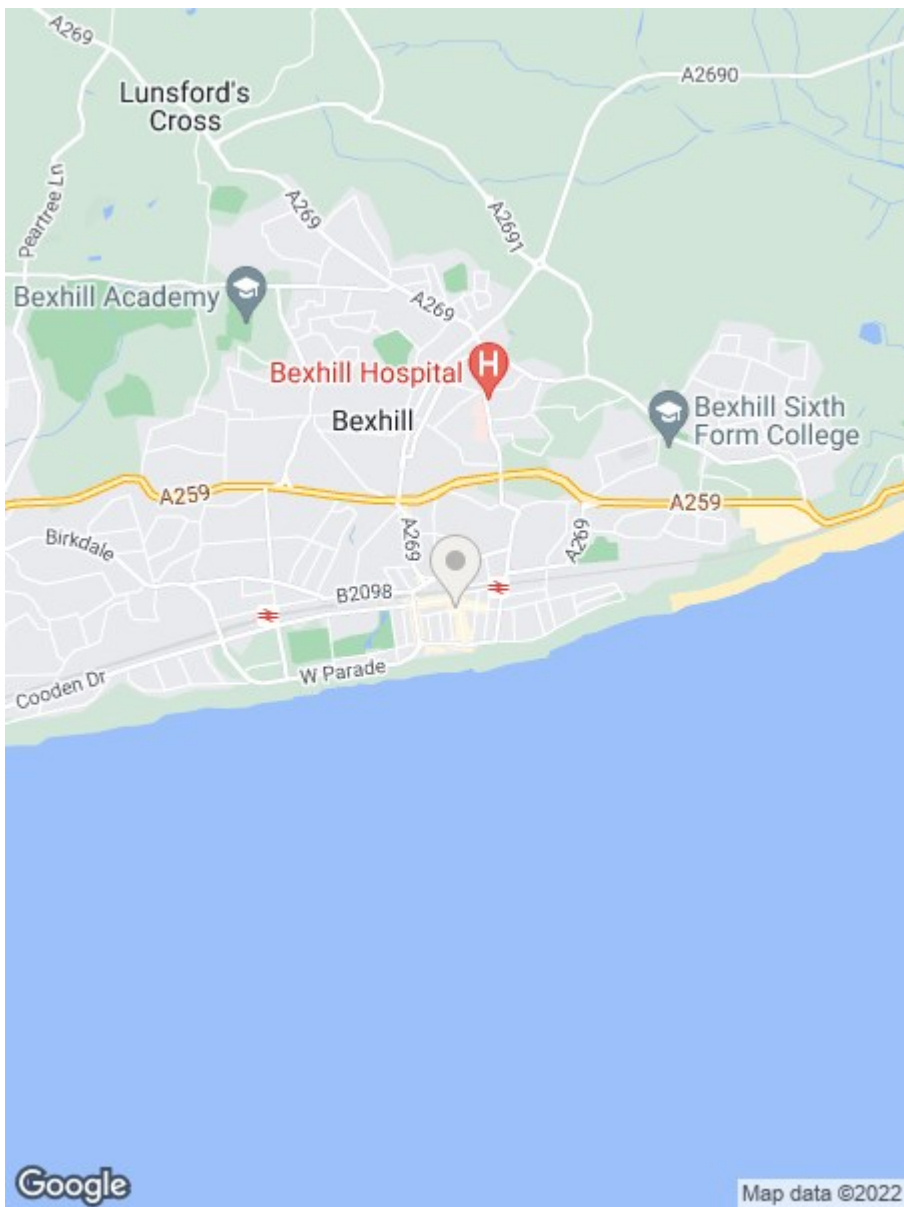 A269
A2690
Lunsford's
Cross
Peartree Ln
A269
A2691
Bexhill Academy
A269
Bexhill Hospital
H
Bexhill
Bexhill Sixth
Form College
A259
A259
Birkdale
A269
A269
B2098
W Parade
Cooden Dr
Google
Map data ©2022